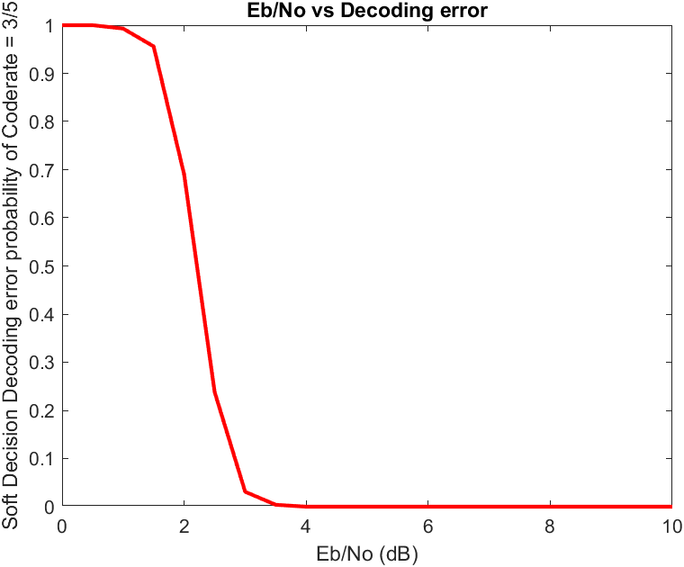 Eb/No vs Decoding error
Soft Decision Decoding error probability of Coderate = 3/5
1
0.9
0.8
0.7
0.6
0.5
0.4
0.3
0.2
0.1
0
0 2 4 6 8 10
Eb/No (dB)